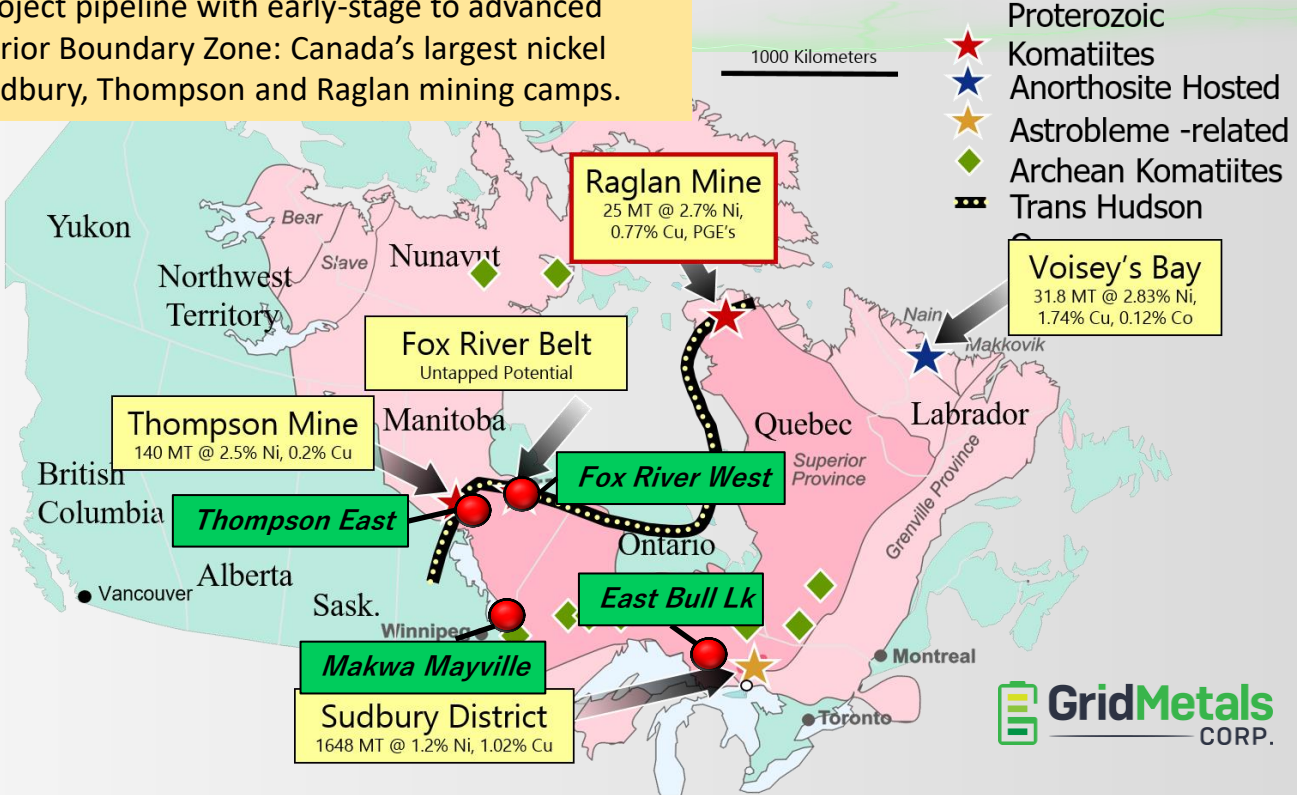 oject pipeline with early-stage to advanced
rior Boundary Zone: Canada's largest nickel
dbury, Thompson and Raglan mining camps.
1000 Kilometers
Proterozoic
Komatiites
Anorthosite Hosted
Astrobleme -related
Archean Komatiites
Trans Hudson
Raglan Mine
25 MT @ 2.7% Ni,
0.77% Cu, PGE's
Voisey's Bay
31.8 MT @ 2.83% Ni,
1.74% Cu, 0.12% Co
Yukon
Bear
Slave
Nunavut
Northwest
Territory
Nain
Makkovik
Fox River Belt
Untapped Potential
Thompson Mine
140 MT @ 2.5% Ni, 0.2% Cu
Manitoba
Quebec
Labrador
Superior
Province
Grenville Province
British
Columbia
Fox River West
Thompson East
Ontario
Alberta
Vancouver
Sask.
East Bull Lk
Winnipeg
Makwa Mayville
Montreal
Sudbury District
1648 MT @ 1.2% Ni, 1.02% Cu
Toronto
GridMetals
CORP.